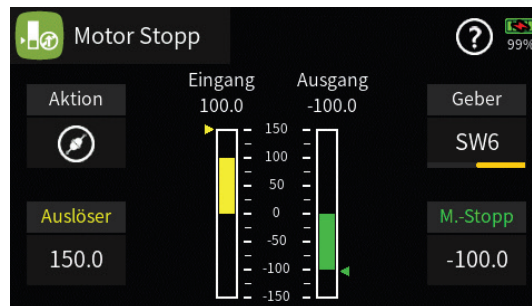 Motor Stopp
?
99%
Aktion
Eingang
100.0
Ausgang
-100.0
Geber
SW6
150
100
50
0
-50
-100
-150
Auslöser
150.0
M.-Stopp
-100.0